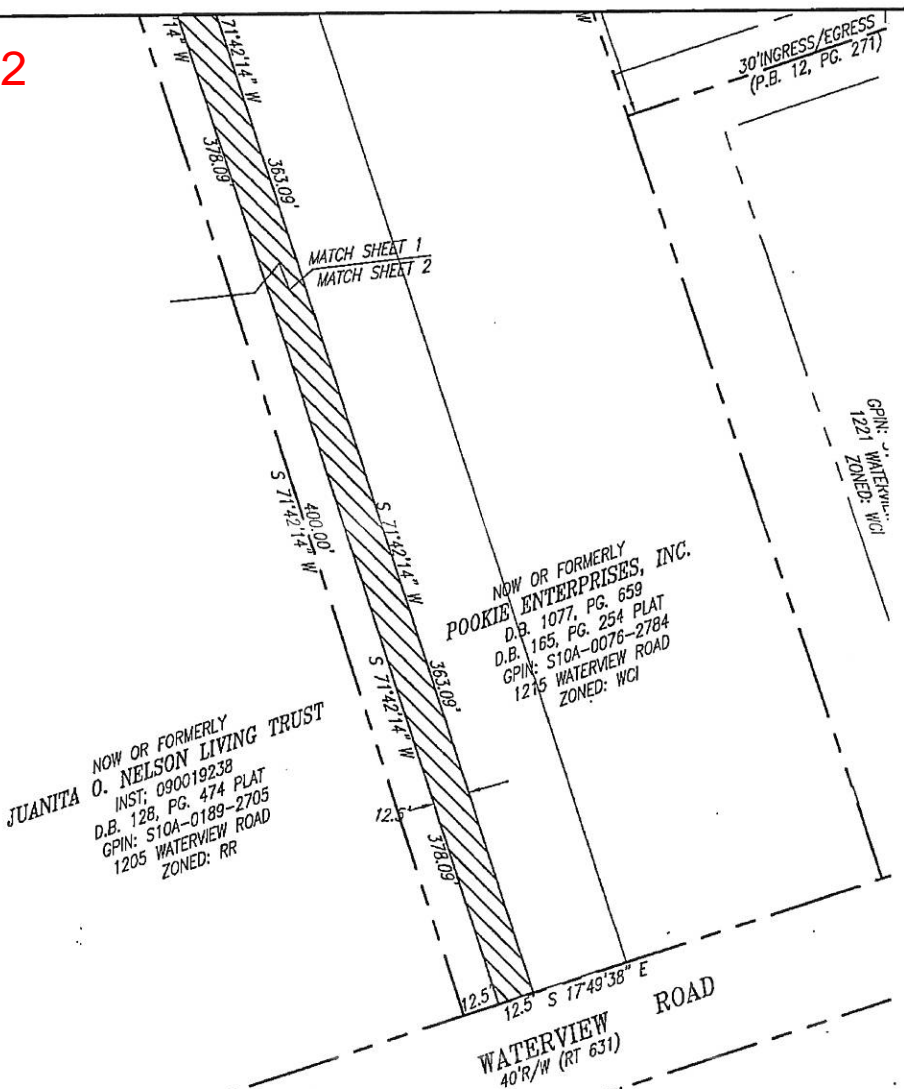 2
14" W
71°42'14" W
W
30'INGRESS/EGRESS
(P.B. 12, PG. 271)
378.09'
363.09'
MATCH SHEET 1
MATCH SHEET 2
GPIN:
1221
ZONED: WCI
S 71°42'14" W
400.00'
S 71°42'14" W
NOW OR FORMERLY
POOKIE ENTERPRISES, INC.
D.B. 1077, PG. 659
D.B. 165, PG. 254 PLAT
GPIN: S10A-0076-2784
1215 WATERVIEW ROAD
ZONED: WCI
S 71°42'14" W
363.09'
NOW OR FORMERLY
JUANITA O. NELSON LIVING TRUST
INST; 090019238
D.B. 128, PG. 474 PLAT
GPIN: S10A-0189-2705
1205 WATERVIEW ROAD
ZONED: RR
12.5'
378.09'
12.5'
12.5'
S 17°49'38" E
WATERVIEW ROAD
40'R/W (RT 631)